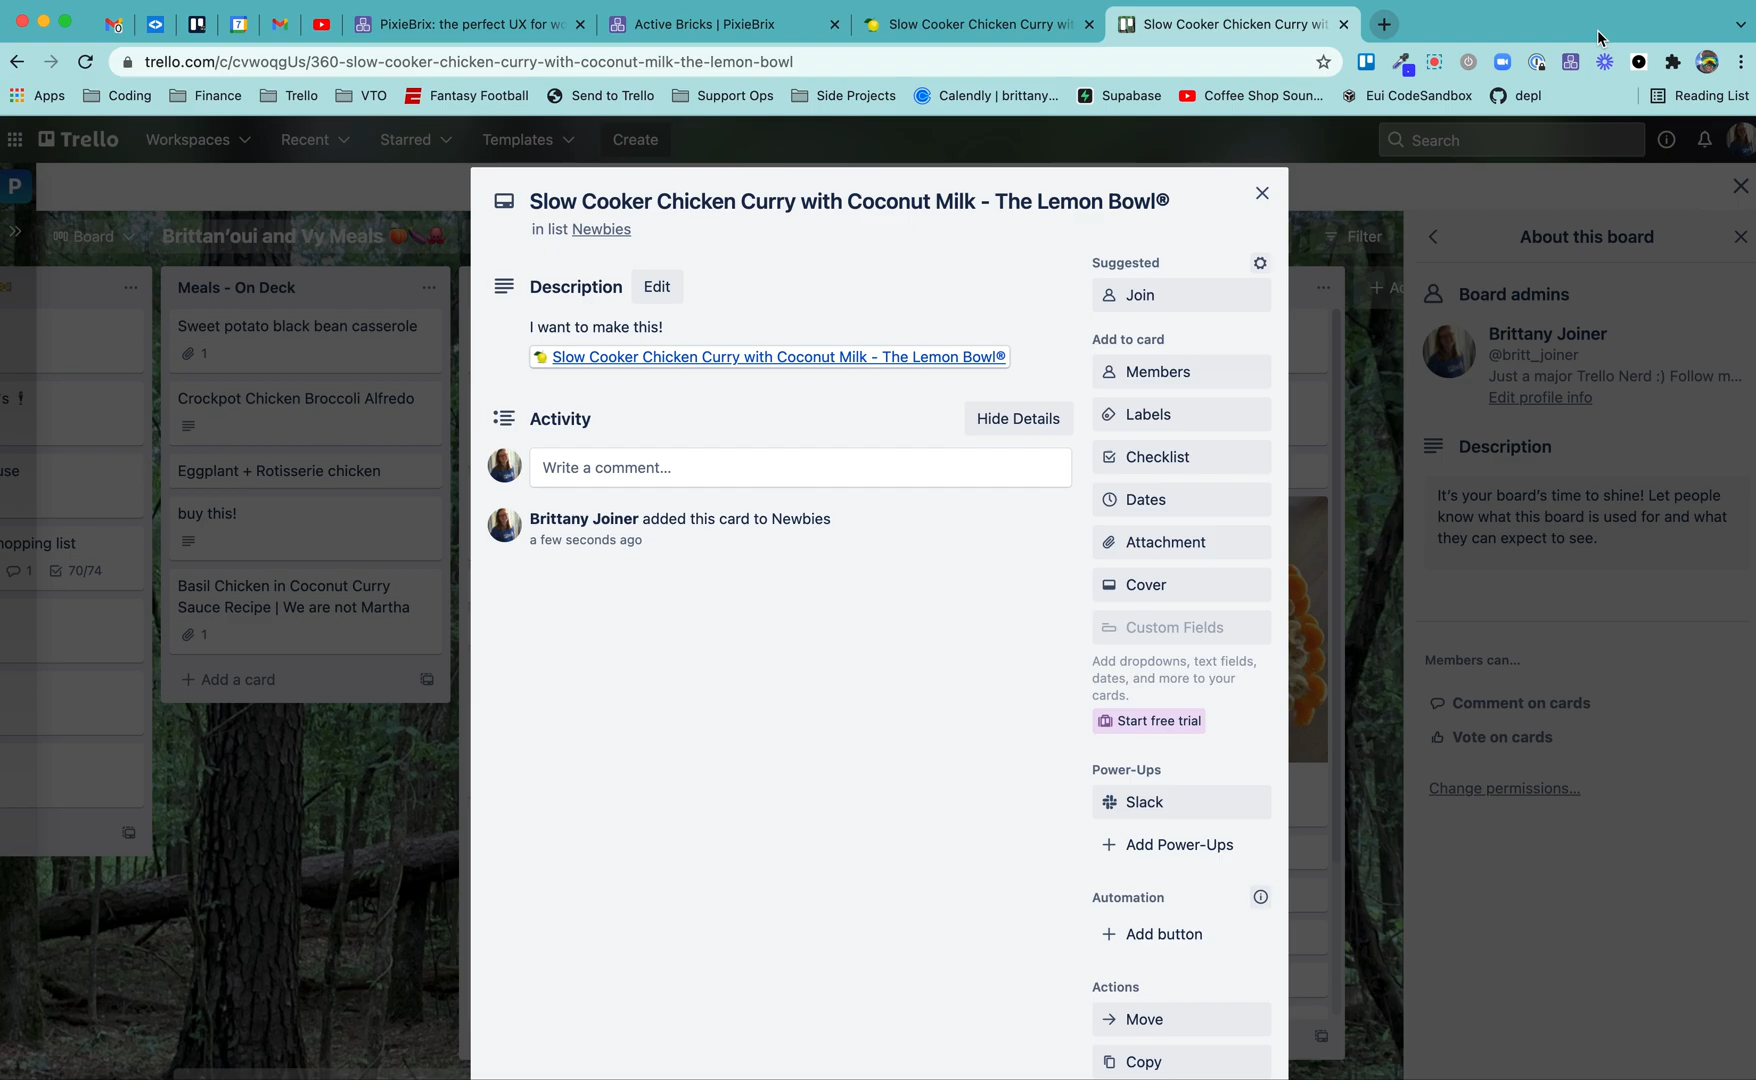 PixieBrix: the perfect UX for wo
Active Bricks | PixieBrix
Slow Cooker Chicken Curry wit
Slow Cooker Chicken Curry wit
trello.com/c/cvwoqgUs/360-slow-cooker-chicken-curry-with-coconut-milk-the-lemon-bowl
Apps
Coding
Finance
Trello
VTO
Fantasy Football
Send to Trello
Support Ops
Side Projects
Calendly | brittany...
Supabase
Coffee Shop Soun...
Eui CodeSandbox
depl
Reading List
Trello
Workspaces
Recent
Starred
Templates
Create
Search
P
Board
Brittan'oui and Vy Meals
Filter
Meals - On Deck
Sweet potato black bean casserole
1
Crockpot Chicken Broccoli Alfredo
Eggplant + Rotisserie chicken
buy this!
hopping list
1
70/74
Basil Chicken in Coconut Curry
Sauce Recipe | We are not Martha
1
+ Add a card
Slow Cooker Chicken Curry with Coconut Milk - The Lemon Bowl®
in list Newbies
Description
Edit
I want to make this!
Slow Cooker Chicken Curry with Coconut Milk - The Lemon Bowl®
Activity
Hide Details
Write a comment...
Brittany Joiner added this card to Newbies
a few seconds ago
Suggested
Join
Add to card
Members
Labels
Checklist
Dates
Attachment
Cover
Custom Fields
Add dropdowns, text fields,
dates, and more to your
cards.
Start free trial
Power-Ups
Slack
+ Add Power-Ups
Automation
+ Add button
Actions
Move
Copy
About this board
Board admins
Brittany Joiner
@britt_joiner
Just a major Trello Nerd :) Follow m...
Edit profile info
Description
It's your board's time to shine! Let people
know what this board is used for and what
they can expect to see.
Members can...
Comment on cards
Vote on cards
Change permissions...